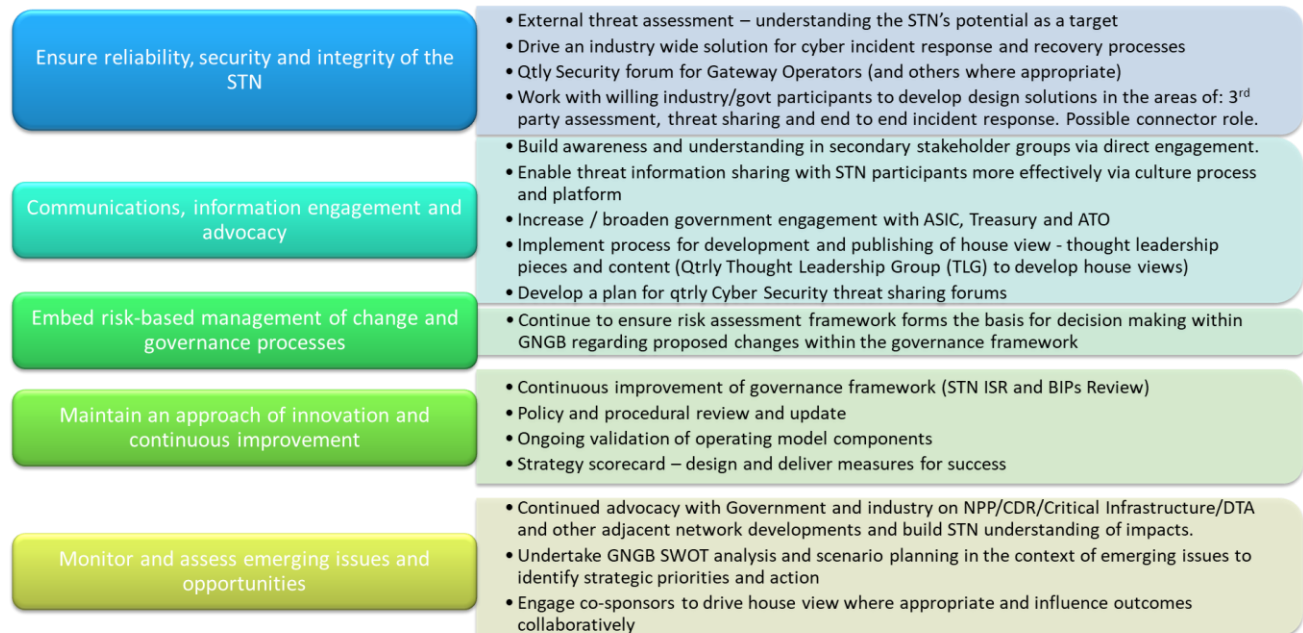 Ensure reliability, security and integrity of the
STN
• External threat assessment – understanding the STN's potential as a target
• Drive an industry wide solution for cyber incident response and recovery processes
• Qtly Security forum for Gateway Operators (and others where appropriate)
• Work with willing industry/govt participants to develop design solutions in the areas of: 3rd
party assessment, threat sharing and end to end incident response. Possible connector role.
Communications, information engagement and
advocacy
• Build awareness and understanding in secondary stakeholder groups via direct engagement.
• Enable threat information sharing with STN participants more effectively via culture process
and platform
• Increase / broaden government engagement with ASIC, Treasury and ATO
• Implement process for development and publishing of house view - thought leadership
pieces and content (Qtrly Thought Leadership Group (TLG) to develop house views)
• Develop a plan for qtrly Cyber Security threat sharing forums
Embed risk-based management of change and
governance processes
• Continue to ensure risk assessment framework forms the basis for decision making within
GNGB regarding proposed changes within the governance framework
Maintain an approach of innovation and
continuous improvement
• Continuous improvement of governance framework (STN ISR and BIPs Review)
• Policy and procedural review and update
• Ongoing validation of operating model components
• Strategy scorecard – design and deliver measures for success
Monitor and assess emerging issues and
opportunities
• Continued advocacy with Government and industry on NPP/CDR/Critical Infrastructure/DTA
and other adjacent network developments and build STN understanding of impacts.
• Undertake GNGB SWOT analysis and scenario planning in the context of emerging issues to
identify strategic priorities and action
• Engage co-sponsors to drive house view where appropriate and influence outcomes
collaboratively